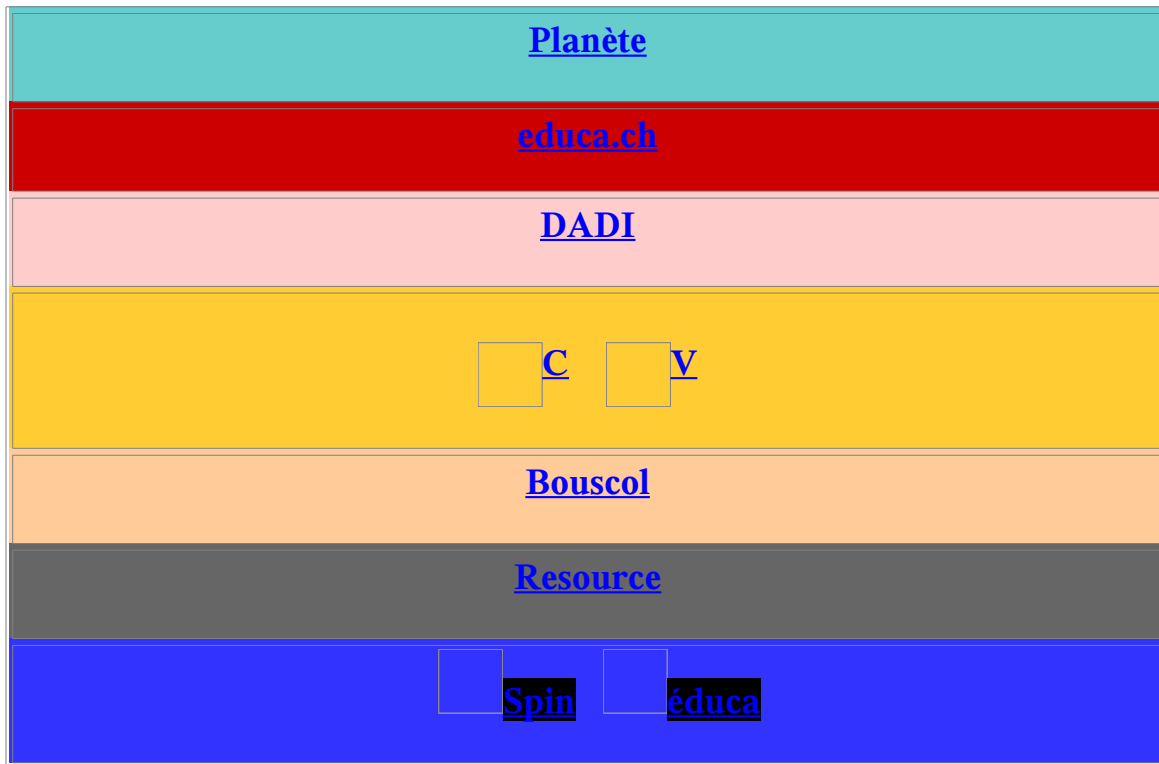 Planète
educa.ch
DADI
C V
Bouscol
Resource
Spin éduca